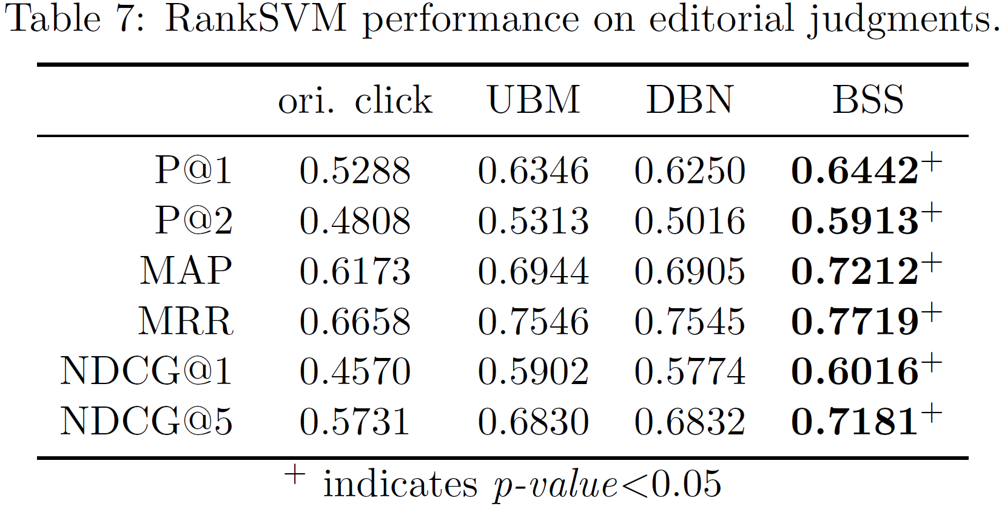 Table 7: RankSVM performance on editorial judgments.
ori. click UBM DBN BSS
P@1 0.5288 0.6346 0.6250 0.6442+
P@2 0.4808 0.5313 0.5016 0.5913+
MAP 0.6173 0.6944 0.6905 0.7212+
MRR 0.6658 0.7546 0.7545 0.7719+
NDCG@1 0.4570 0.5902 0.5774 0.6016+
NDCG@5 0.5731 0.6830 0.6832 0.7181+
+ indicates p-value<0.05